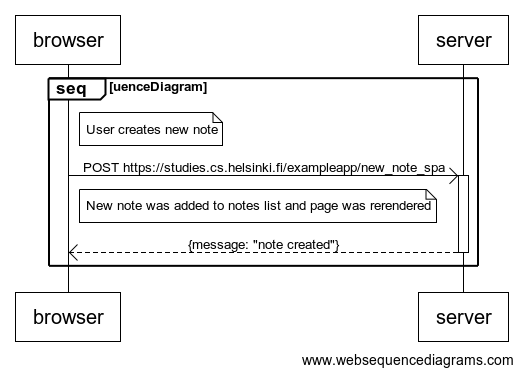 browser
server
seq
uenceDiagram)
User creates new note
POST https://studies.cs.helsinki.fi/exampleapp/new_note_spa
New note was added to notes list and page was rerendered
{message: "note created"}
browser
server
www.websequencediagrams.com